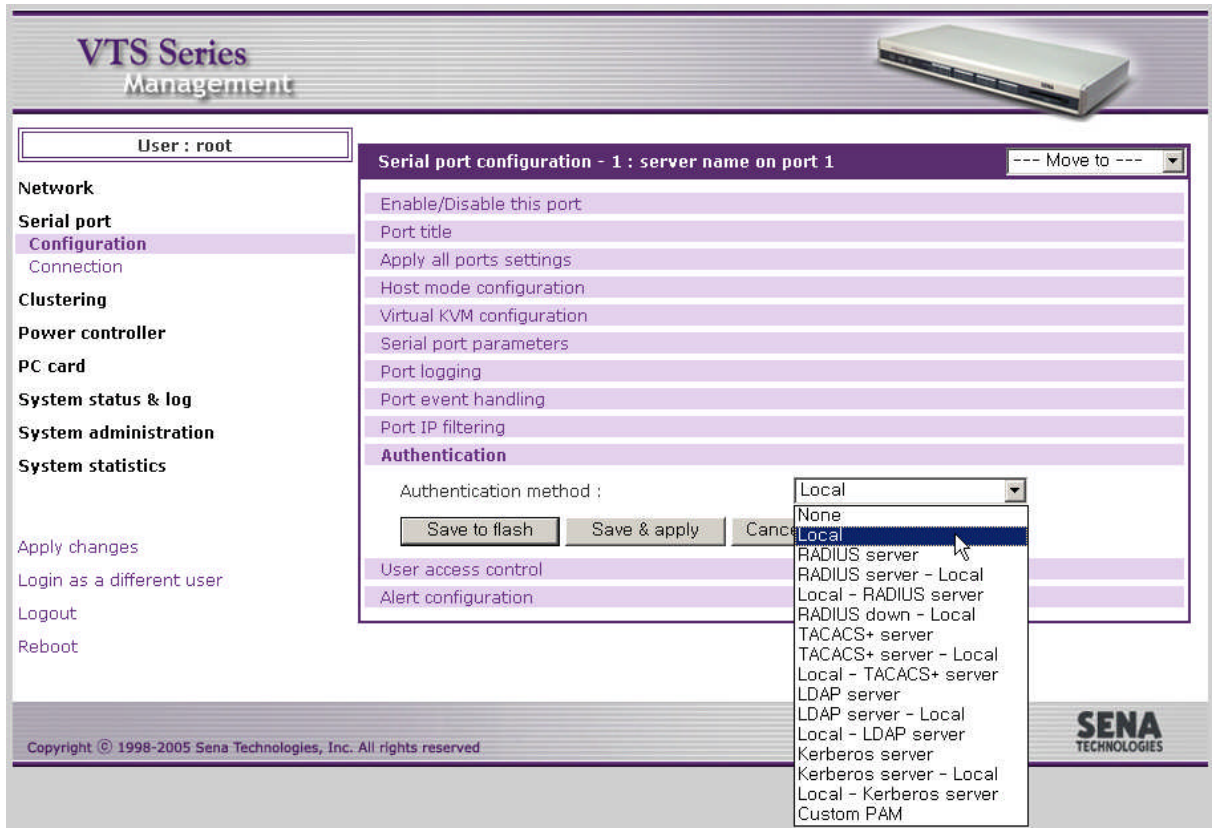 VTS Series
Management
User : root
Network
Serial port
Configuration
Connection
Clustering
Power controller
PC card
System status & log
System administration
System statistics
Apply changes
Login as a different user
Logout
Reboot
Serial port configuration - 1 : server name on port 1
--- Move to ---
Enable/Disable this port
Port title
Apply all ports settings
Host mode configuration
Virtual KVM configuration
Serial port parameters
Port logging
Port event handling
Port IP filtering
Authentication
Authentication method :
Local
Save to flash
Save & apply
Cance
None
Local
RADIUS server
RADIUS server - Local
Local - RADIUS server
RADIUS down - Local
TACACS+ server
TACACS+ server - Local
Local - TACACS+ server
LDAP server
LDAP server - Local
Local - LDAP server
Kerberos server
Kerberos server - Local
Local - Kerberos server
Custom PAM
User access control
Alert configuration
Copyright © 1998-2005 Sena Technologies, Inc. All rights reserved
SENA
TECHNOLOGIES